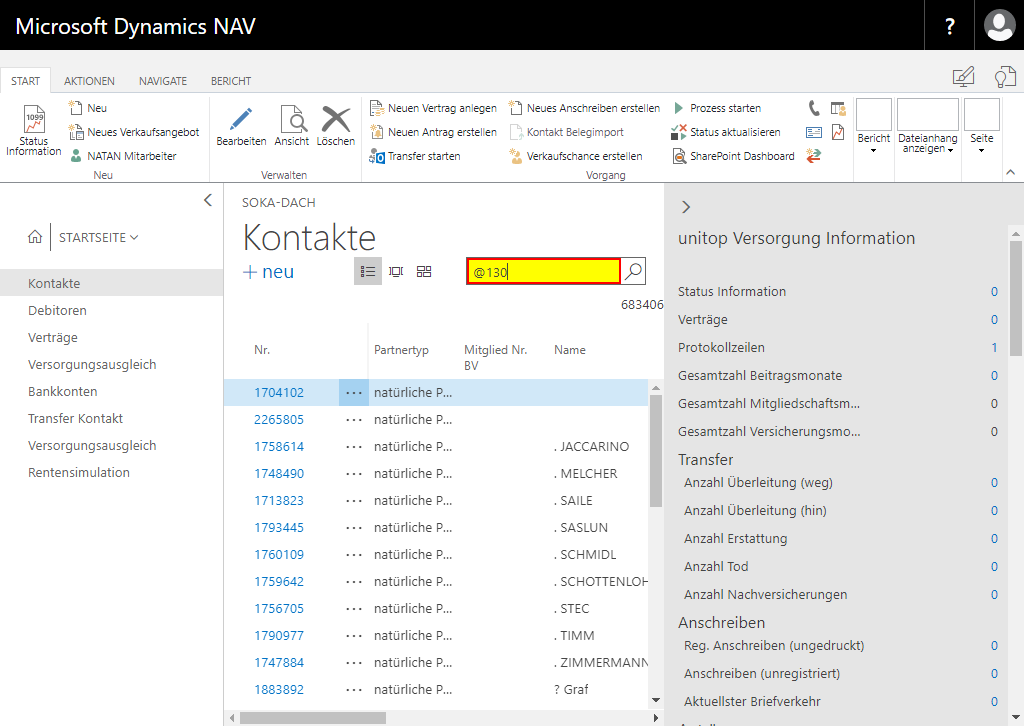 Microsoft Dynamics NAV
?
START AKTIONEN NAVIGATE BERICHT
1099
Status
Information
Neu
Neues Verkaufsangebot
NATAN Mitarbeiter
Neu
Bearbeiten
Ansicht
Löschen
Verwalten
Neuen Vertrag anlegen
Neuen Antrag erstellen
Transfer starten
Neues Anschreiben erstellen
Kontakt Belegimport
Verkaufschance erstellen
Prozess starten
Status aktualisieren
SharePoint Dashboard
Vorgang
Bericht
Dateianhang
anzeigen
Seite
STARTSEITE
Kontakte
Debitoren
Verträge
Versorgungsausgleich
Bankkonten
Transfer Kontakt
Versorgungsausgleich
Rentensimulation
SOKA-DACH
Kontakte
+ neu
@130
683406
Nr. Partnertyp Mitglied Nr. Name
BV
1704102 ... natürliche P...
2265805 ... natürliche P...
1758614 ... natürliche P... . JACCARINO
1748490 ... natürliche P... . MELCHER
1713823 ... natürliche P... . SAILE
1793445 ... natürliche P... . SASLUN
1760109 ... natürliche P... . SCHMIDL
1759642 ... natürliche P... . SCHOTTENLOH
1756705 ... natürliche P... . STEC
1790977 ... natürliche P... . TIMM
1747884 ... natürliche P... . ZIMMERMANN
1883892 ... natürliche P... ? Graf
unitop Versorgung Information
Status Information 0
Verträge 0
Protokollzeilen 1
Gesamtzahl Beitragsmonate 0
Gesamtzahl Mitgliedschaftsm... 0
Gesamtzahl Versicherungsmo... 0
Transfer
Anzahl Überleitung (weg) 0
Anzahl Überleitung (hin) 0
Anzahl Erstattung 0
Anzahl Tod 0
Anzahl Nachversicherungen 0
Anschreiben
Reg. Anschreiben (ungedruckt) 0
Anschreiben (unregistriert) 0
Aktuellster Briefverkehr 0